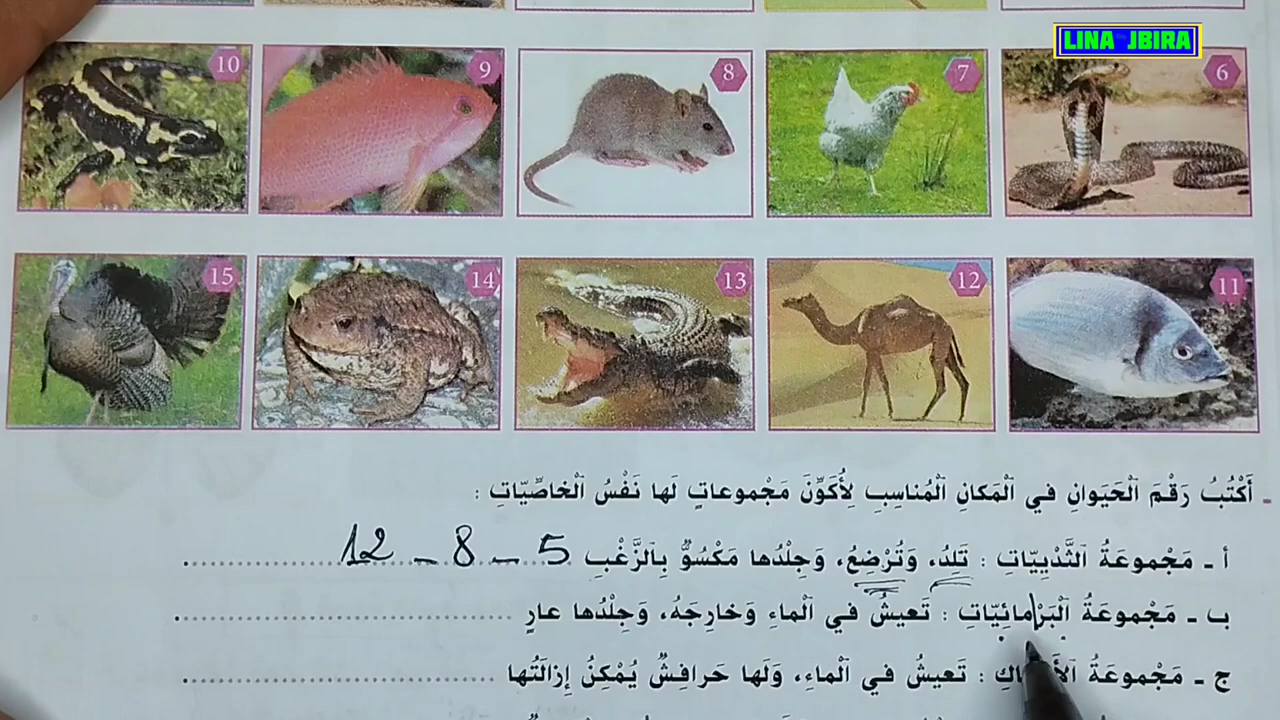 LINA JBIRA
10 9 8 7 6
15 14 13 12 11
- أَكْتُبُ رَقْمَ ٱلْحَيَوانِ في ٱلْمَكانِ ٱلْمُناسِبِ لِأُكَوِّنَ مَجْموعاتٍ لَها نَفْسُ ٱلْخاصِّيّاتِ :
أ - مَجْموعَةُ ٱلثَّدْيِيّاتِ : تَلِدُ، وَتُرْضِعُ، وَجِلْدُها مَكْسُوٌّ بِٱلزَّغْبِ 5 - 8 - 12
ب - مَجْموعَةُ ٱلْبَرْمائِيّاتِ : تَعيشُ في ٱلْماءِ وَخارِجَهُ، وَجِلْدُها عارٍ
ج - مَجْموعَةُ : تَعيشُ في ٱلْماءِ، وَلَها حَرافِشُ يُمْكِنُ إِزالَتُها